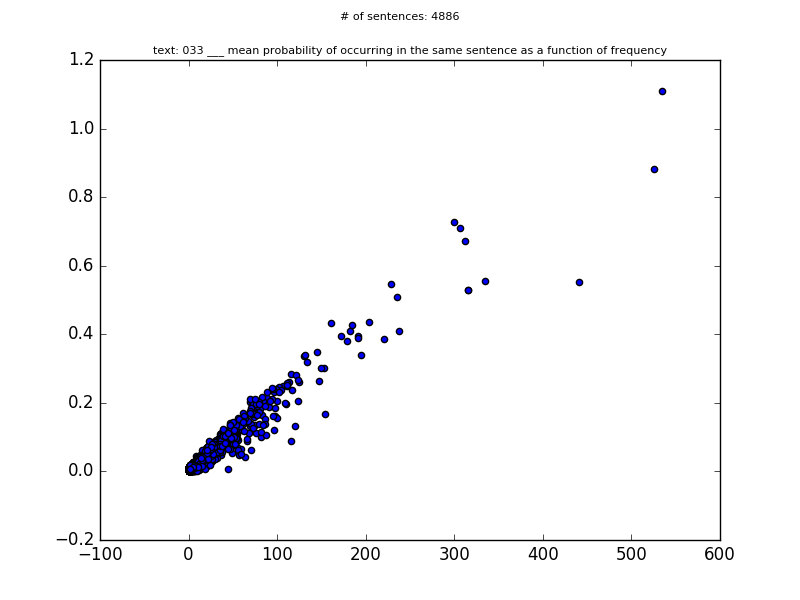 # of sentences: 4886
text: 033 ___ mean probability of occurring in the same sentence as a function of frequency
1.2
1.0
0.8
0.6
0.4
0.2
0.0
−0.2
−100 0 100 200 300 400 500 600